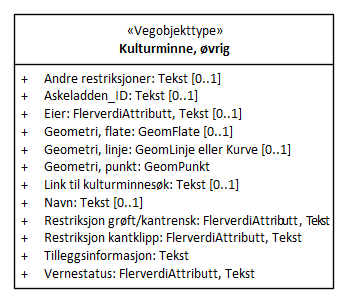 «Vegobjekttype»
Kulturminne, øvrig
+ Andre restriksjoner: Tekst [0..1]
+ Askeladden_ID: Tekst [0..1]
+ Eier: FlerverdiAttributt, Tekst [0..1]
+ Geometri, flate: GeomFlate [0..1]
+ Geometri, linje: GeomLinje eller Kurve [0..1]
+ Geometri, punkt: GeomPunkt
+ Link til kulturminnesøk: Tekst [0..1]
+ Navn: Tekst [0..1]
+ Restriksjon grøft/kantrensk: FlerverdiAttributt, Tekst
+ Restriksjon kantklipp: FlerverdiAttributt, Tekst
+ Tilleggsinformasjon: Tekst
+ Vernestatus: FlerverdiAttributt, Tekst